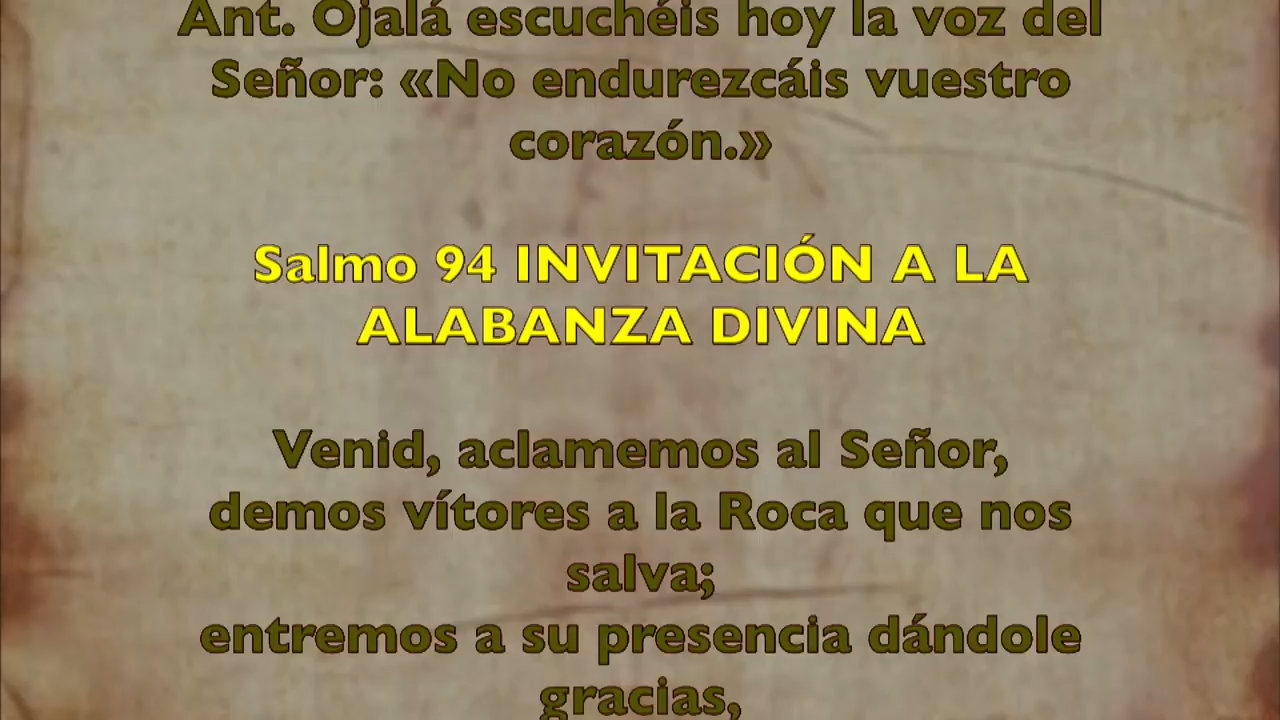 Ant. Ojalá escuchéis hoy la voz del
Señor: «No endurezcáis vuestro
corazón.»
Salmo 94 INVITACIÓN A LA
ALABANZA DIVINA
Venid, aclamemos al Señor,
demos vítores a la Roca que nos
salva;
entremos a su presencia dándole
gracias,